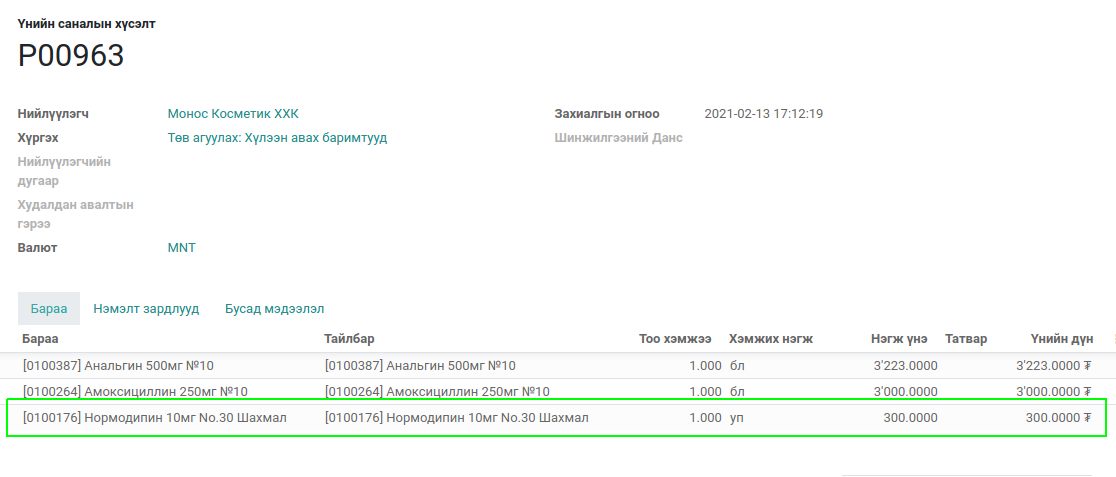 Үнийн саналын хүсэлт
P00963
Нийлүүлэгч Монос Косметик ХХК Захиалгын огноо 2021-02-13 17:12:19
Хүргэх Төв агуулах: Хүлээн авах баримтууд Шинжилгээний Данс
Нийлүүлэгчийн
дугаар
Худалдан авалтын
гэрээ
Валют MNT
Бараа Нэмэлт зардлууд Бусад мэдээлэл
Бараа Тайлбар Тоо хэмжээ Хэмжих нэгж Нэгж үнэ Татвар Үнийн дүн
[0100387] Анальгин 500мг №10 [0100387] Анальгин 500мг №10 1.000 бл 3'223.0000 3'223.0000 ₮
[0100264] Амоксициллин 250мг №10 [0100264] Амоксициллин 250мг №10 1.000 бл 3'000.0000 3'000.0000 ₮
[0100176] Нормодипин 10мг No.30 Шахмал [0100176] Нормодипин 10мг No.30 Шахмал 1.000 уп 300.0000 300.0000 ₮